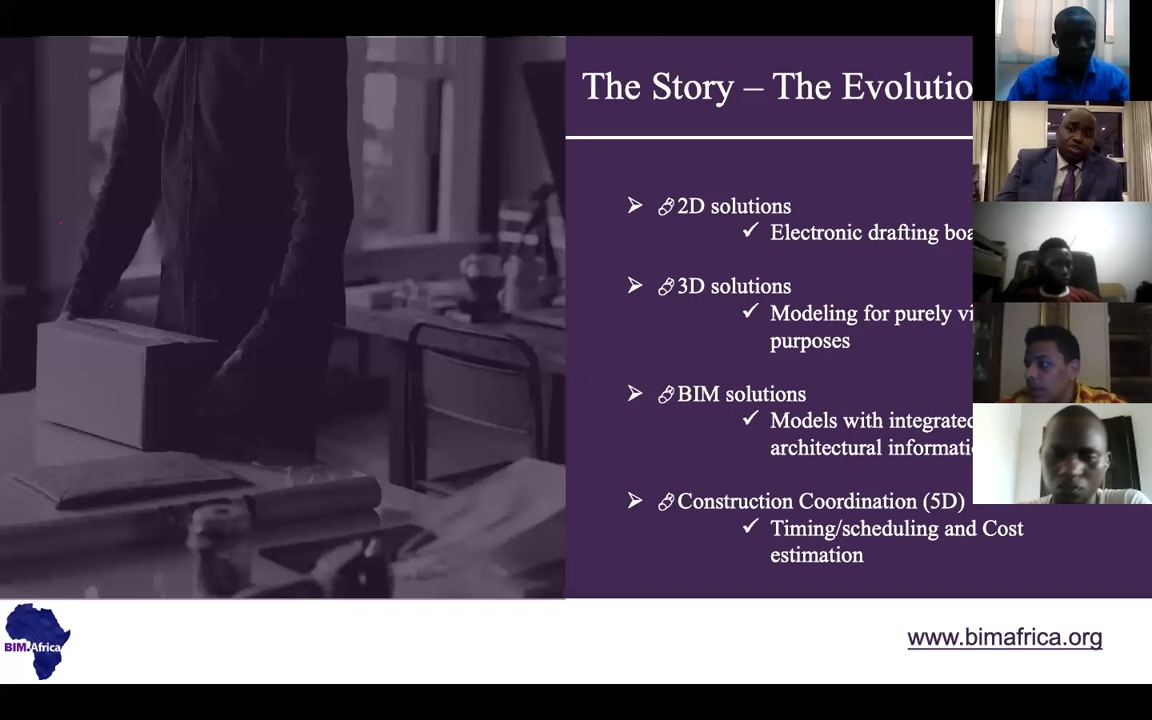 The Story – The Evolutio
➢ 2D solutions
✓ Electronic drafting boa
➢ 3D solutions
✓ Modeling for purely vi
purposes
➢ BIM solutions
✓ Models with integrated
architectural informati
➢ Construction Coordination (5D)
✓ Timing/scheduling and Cost
estimation
BIM Africa
www.bimafrica.org